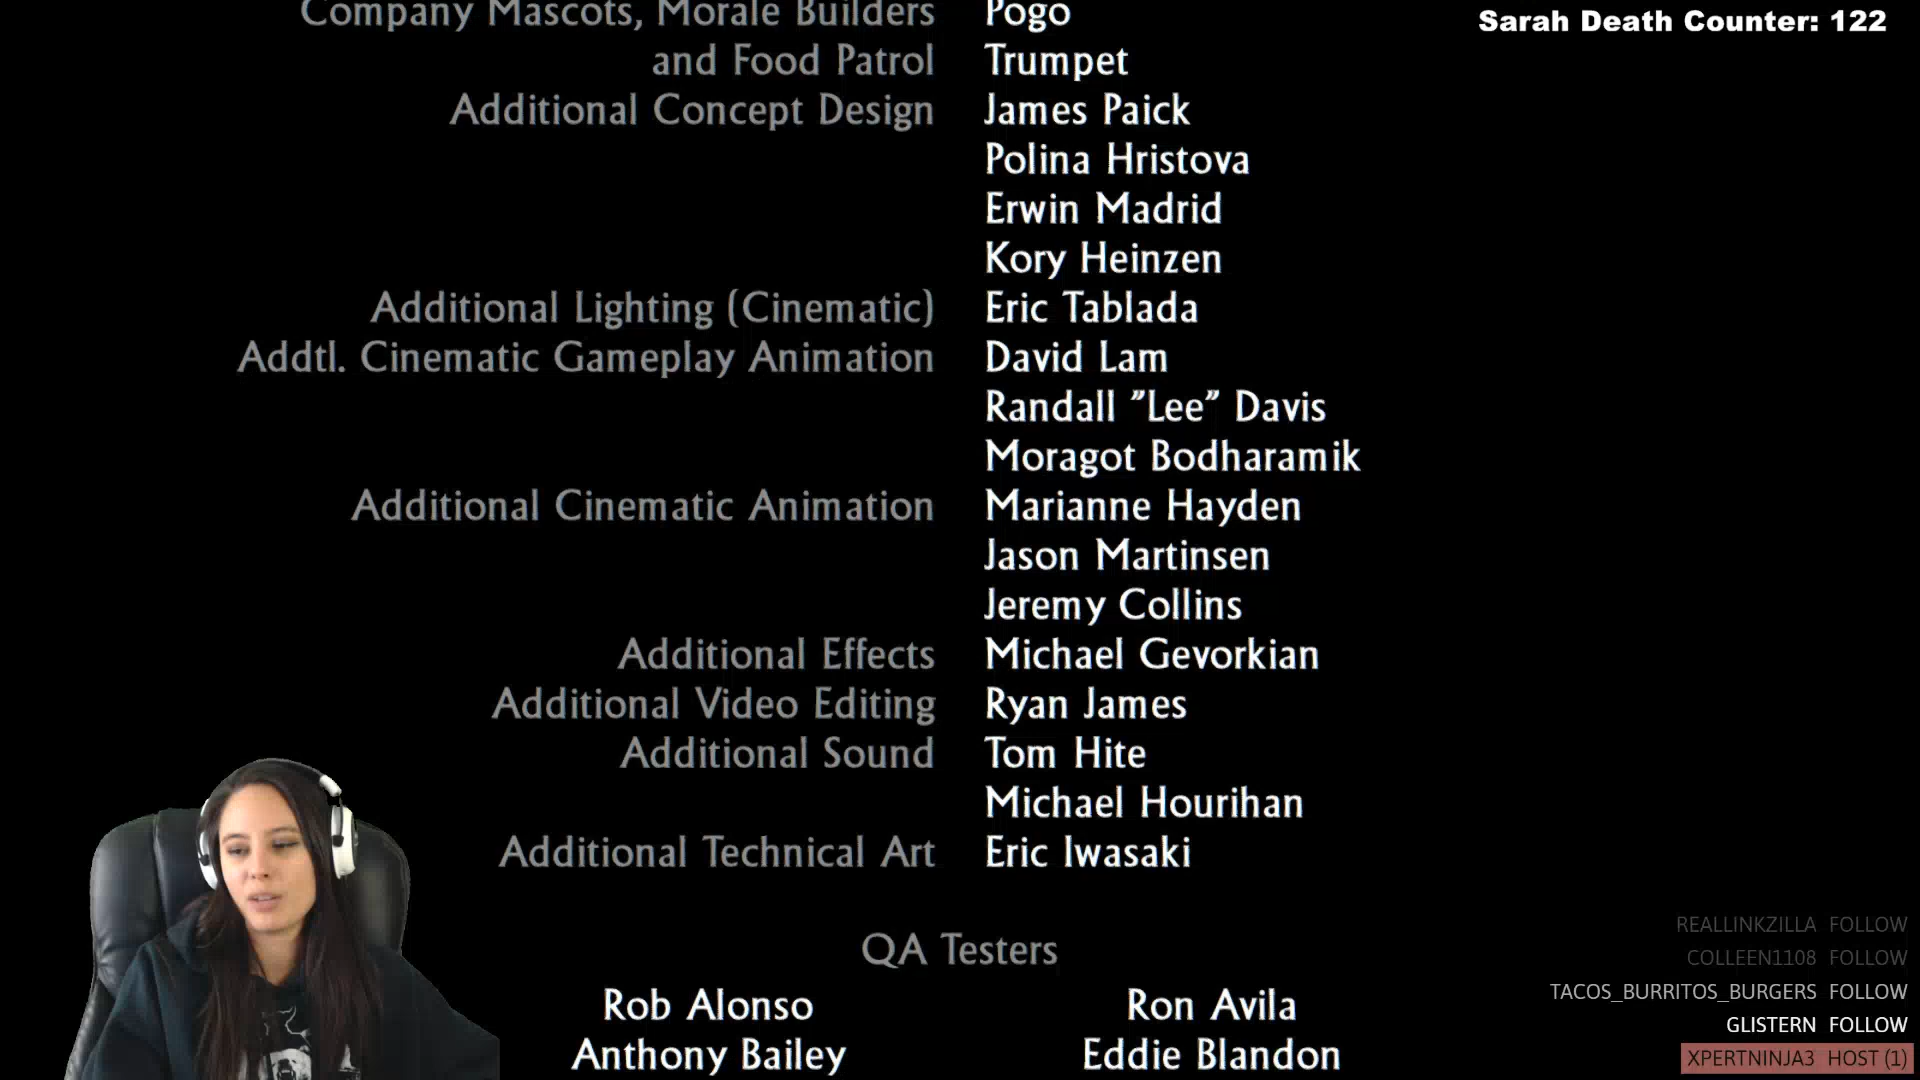 Company Mascots, Morale Builders Pogo
Sarah Death Counter: 122
and Food Patrol Trumpet
Additional Concept Design James Paick
Polina Hristova
Erwin Madrid
Kory Heinzen
Additional Lighting (Cinematic) Eric Tablada
Addtl. Cinematic Gameplay Animation David Lam
Randall "Lee" Davis
Moragot Bodharamik
Additional Cinematic Animation Marianne Hayden
Jason Martinsen
Jeremy Collins
Additional Effects Michael Gevorkian
Additional Video Editing Ryan James
Additional Sound Tom Hite
Michael Hourihan
Additional Technical Art Eric Iwasaki
QA Testers
Rob Alonso Ron Avila
Anthony Bailey Eddie Blandon
REALLINKZILLA FOLLOW
COLLEEN1108 FOLLOW
TACOS_BURRITOS_BURGERS FOLLOW
GLISTERN FOLLOW
XPERTNINJA3 HOST (1)